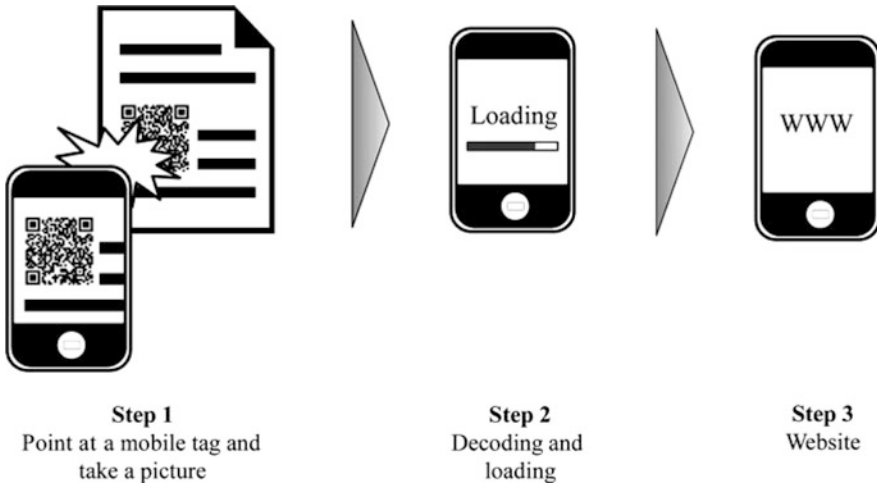 Loading
WWW
Step 1
Point at a mobile tag and
take a picture
Step 2
Decoding and
loading
Step 3
Website